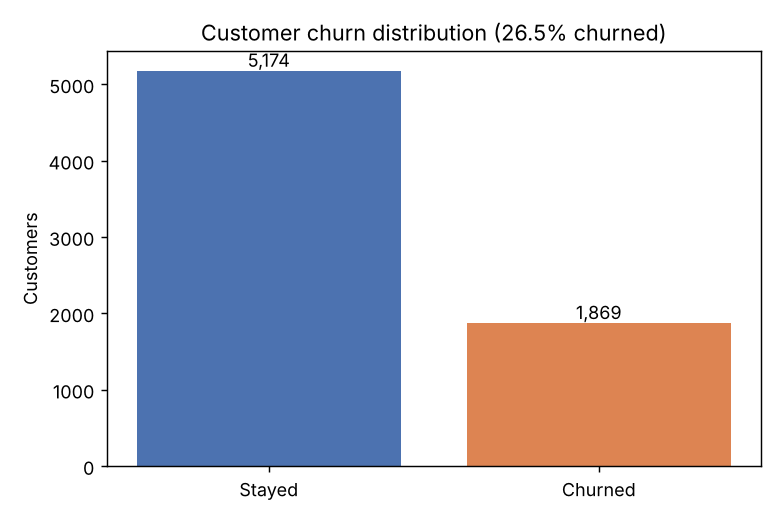 Customer churn distribution (26.5% churned)
5,174
5000
4000
3000
2000
1000
0
Customers
1,869
Stayed
Churned